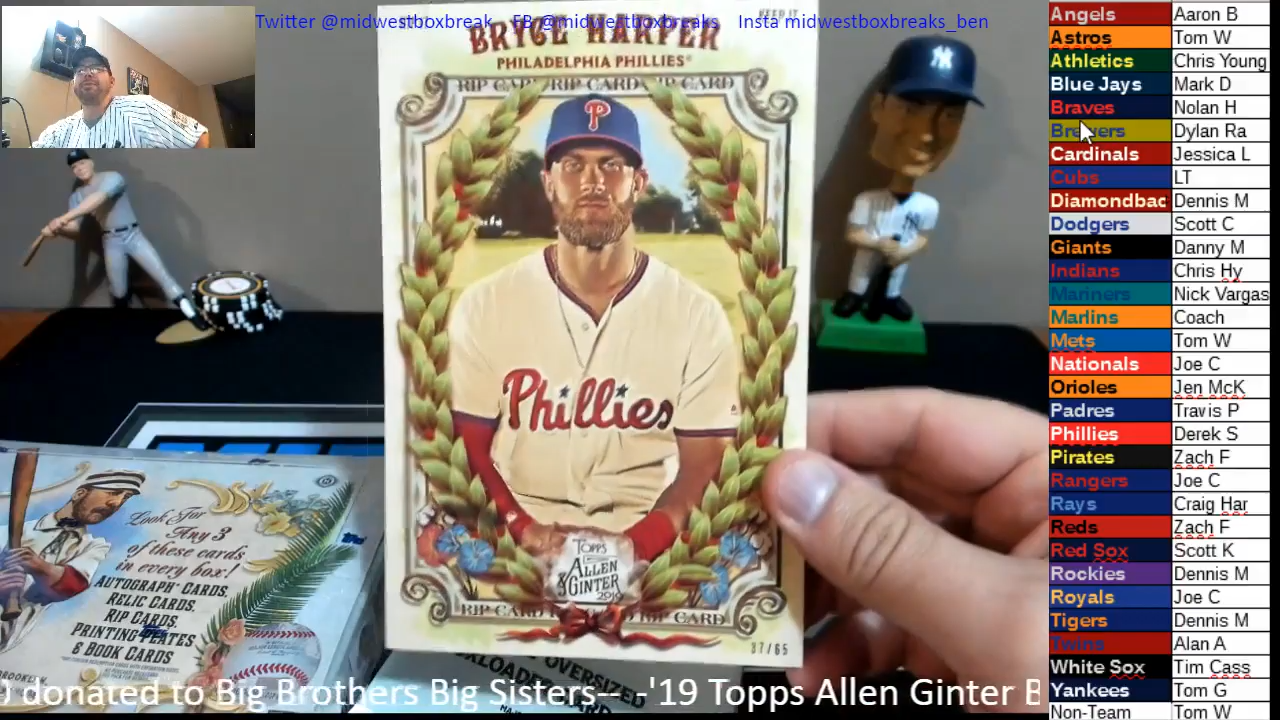 Twitter @midwestboxbreak FB @midwestboxbreaks Insta midwestboxbreaks_ben
BRYCE HARPER
PHILADELPHIA PHILLIES
RIP CARD RIP CARD RIP CARD
P
Phillies
TOPPS
ALLEN
& GINTER
2019
RIP CARD RIP CARD
37/65
NY
NY
Look For
Any 3
of these cards
in every box!
AUTOGRAPH CARDS,
RELIC CARDS,
RIP CARDS,
PRINTING PLATES
& BOOK CARDS
BROOKLYN
topps
OVERSIZED
donated to Big Brothers Big Sisters-- -'19 Topps Allen Ginter B
Angels Aaron B
Astros Tom W
Athletics Chris Young
Blue Jays Mark D
Braves Nolan H
Brewers Dylan Ra
Cardinals Jessica L
Cubs LT
Diamondbac Dennis M
Dodgers Scott C
Giants Danny M
Indians Chris Hy
Mariners Nick Vargas
Marlins Coach
Mets Tom W
Nationals Joe C
Orioles Jen McK
Padres Travis P
Phillies Derek S
Pirates Zach F
Rangers Joe C
Rays Craig Har
Reds Zach F
Red Sox Scott K
Rockies Dennis M
Royals Joe C
Tigers Dennis M
Twins Alan A
White Sox Tim Cass
Yankees Tom G
Non-Team Tom W